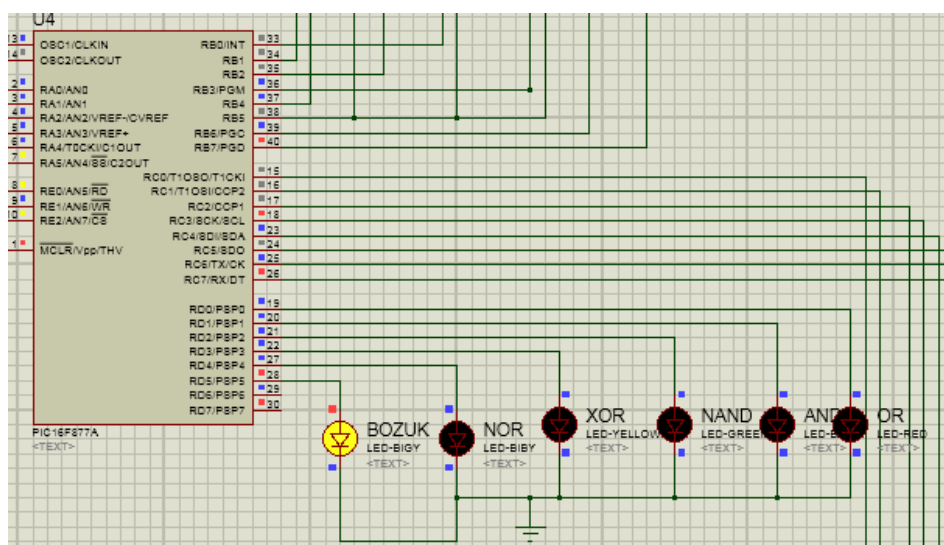 U4
13
OSC1/CLKIN
RB0/INT
33
14
OSC2/CLKOUT
RB1
34
RB2
35
2
RA0/AN0
RB3/PGM
36
3
RA1/AN1
RB4
37
4
RA2/AN2/VREF-/CVREF
RB5
38
5
RA3/AN3/VREF+
RB6/PGC
39
6
RA4/T0CKI/C1OUT
RB7/PGD
40
7
RA5/AN4/SS/C2OUT
RC0/T1OSO/T1CKI
15
8
RE0/AN5/RD
RC1/T1OSI/CCP2
16
9
RE1/AN6/WR
RC2/CCP1
17
10
RE2/AN7/CS
RC3/SCK/SCL
18
RC4/SDI/SDA
23
1
MCLR/Vpp/THV
RC5/SDO
24
RC6/TX/CK
25
RC7/RX/DT
26
RD0/PSP0
19
RD1/PSP1
20
RD2/PSP2
21
RD3/PSP3
22
RD4/PSP4
27
RD5/PSP5
28
RD6/PSP6
29
RD7/PSP7
30
PIC16F877A
<TEXT>
BOZUK
LED-BIGY
<TEXT>
NOR
LED-BIBY
<TEXT>
XOR
LED-YELLOW
<TEXT>
NAND
LED-GREEN
<TEXT>
AND
<TEXT>
OR
LED-RED
<TEXT>